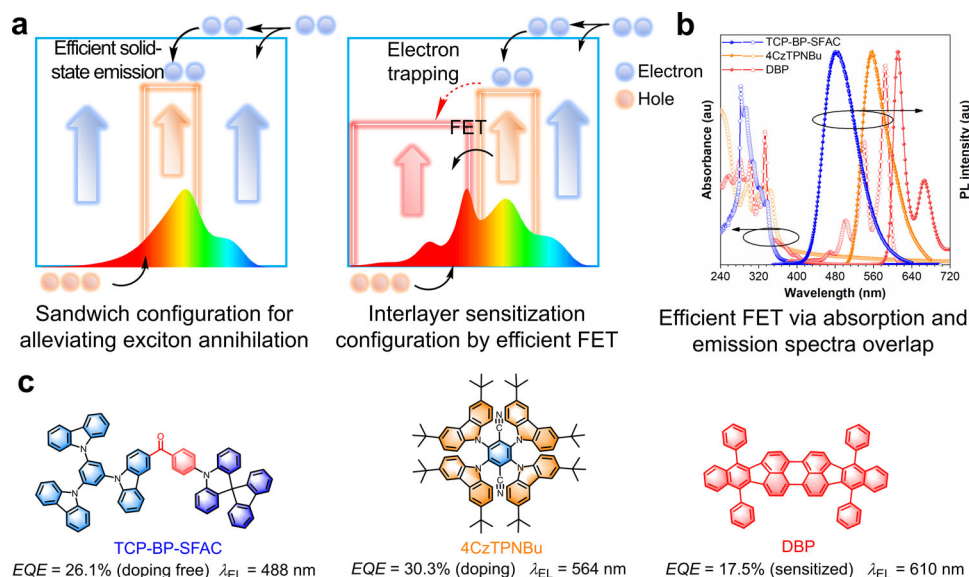 a
Efficient solid-
state emission
Electron
trapping
FET
Electron
Hole
Sandwich configuration for
alleviating exciton annihilation
Interlayer sensitization
configuration by efficient FET
b
TCP-BP-SFAC
4CzTPNBu
DBP
Absorbance (au)
PL intensity (au)
240 320 400 480 560 640 720
Wavelength (nm)
Efficient FET via absorption and
emission spectra overlap
c
O
N
N
N
N
TCP-BP-SFAC
EQE = 26.1% (doping free) λEL = 488 nm
N
C
N
N
N
N
C
N
4CzTPNBu
EQE = 30.3% (doping) λEL = 564 nm
DBP
EQE = 17.5% (sensitized) λEL = 610 nm